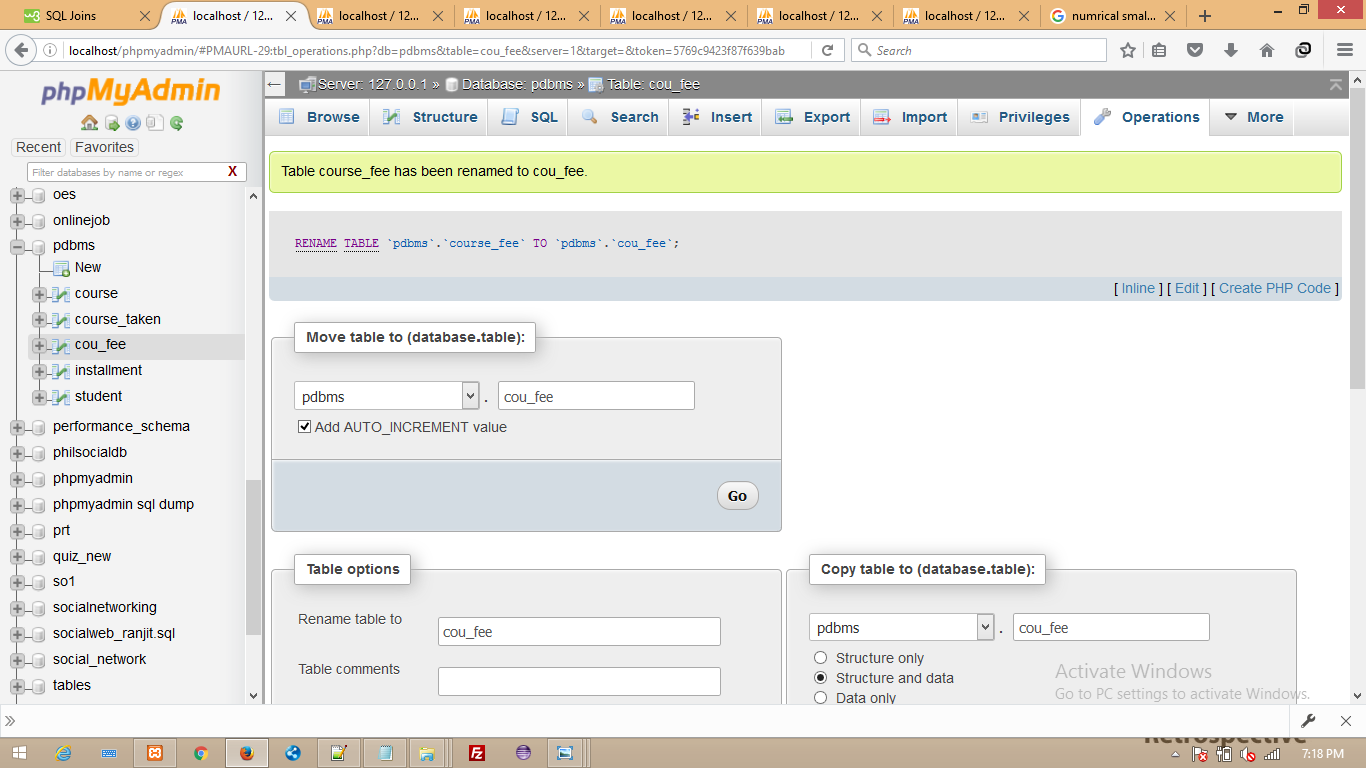 SQL Joins
localhost / 12...
localhost / 12...
localhost / 12...
localhost / 12...
localhost / 12...
localhost / 12...
numrical smal...
localhost/phpmyadmin/#PMAURL-29:tbl_operations.php?db=pdbms&table=cou_fee&server=1&target=&token=5769c9423f87f639bab
Search
phpMyAdmin
Recent Favorites
Filter databases by name or regex X
oes
onlinejob
pdbms
New
course
course_taken
cou_fee
installment
student
performance_schema
philsocialdb
phpmyadmin
phpmyadmin sql dump
prt
quiz_new
so1
socialnetworking
socialweb_ranjit.sql
social_network
tables
Server: 127.0.0.1 » Database: pdbms » Table: cou_fee
Browse Structure SQL Search Insert Export Import Privileges Operations More
Table course_fee has been renamed to cou_fee.
RENAME TABLE `pdbms`.`course_fee` TO `pdbms`.`cou_fee`;
[ Inline ] [ Edit ] [ Create PHP Code ]
Move table to (database.table):
pdbms . cou_fee
Add AUTO_INCREMENT value
Go
Table options
Rename table to cou_fee
Table comments
Copy table to (database.table):
pdbms . cou_fee
Structure only
Structure and data
Data only
Activate Windows
Go to PC settings to activate Windows.
Retrospective
7:18 PM